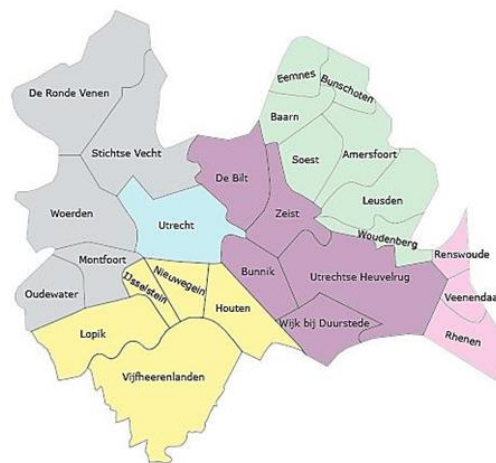 Eemnes
Bunschoten
De Ronde Venen
Baarn
Stichtse Vecht
Soest
Amersfoort
De Bilt
Leusden
Woerden
Utrecht
Zeist
Woudenberg
Montfoort
Renswoude
IJsselstein
Nieuwegein
Bunnik
Utrechtse Heuvelrug
Oudewater
Houten
Veenendaa
Lopik
Wijk bij Duurstede
Rhenen
Vijfheerenlanden